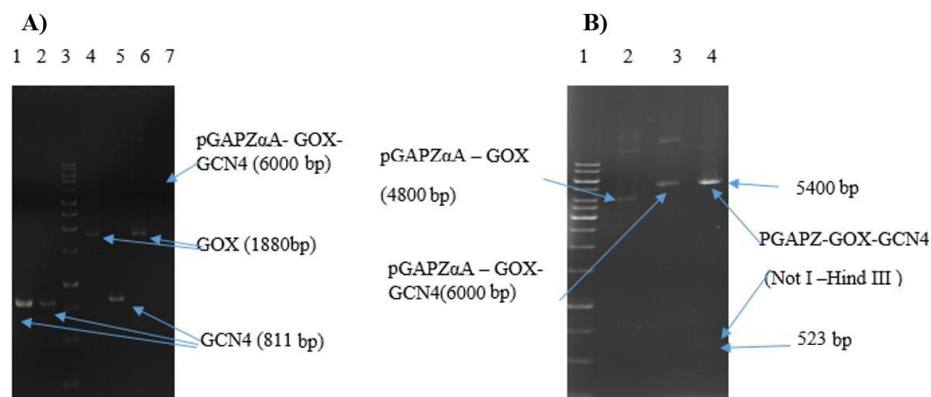 A)
1 2 3 4 5 6 7
pGAPZαA- GOX-
GCN4 (6000 bp)
GOX (1880bp)
GCN4 (811 bp)
B)
1 2 3 4
pGAPZαA – GOX
(4800 bp)
pGAPZαA – GOX-
GCN4(6000 bp)
5400 bp
PGAPZ-GOX-GCN4
(Not I –Hind III )
523 bp